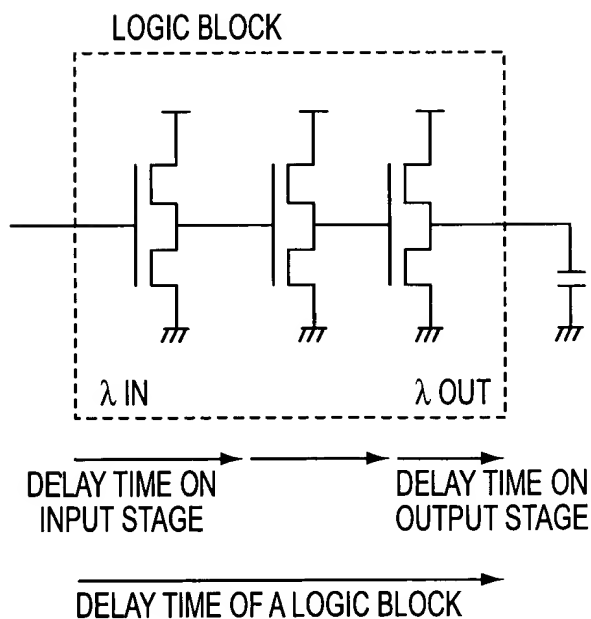 LOGIC BLOCK
λ IN
λ OUT
DELAY TIME ON
INPUT STAGE
DELAY TIME ON
OUTPUT STAGE
DELAY TIME OF A LOGIC BLOCK